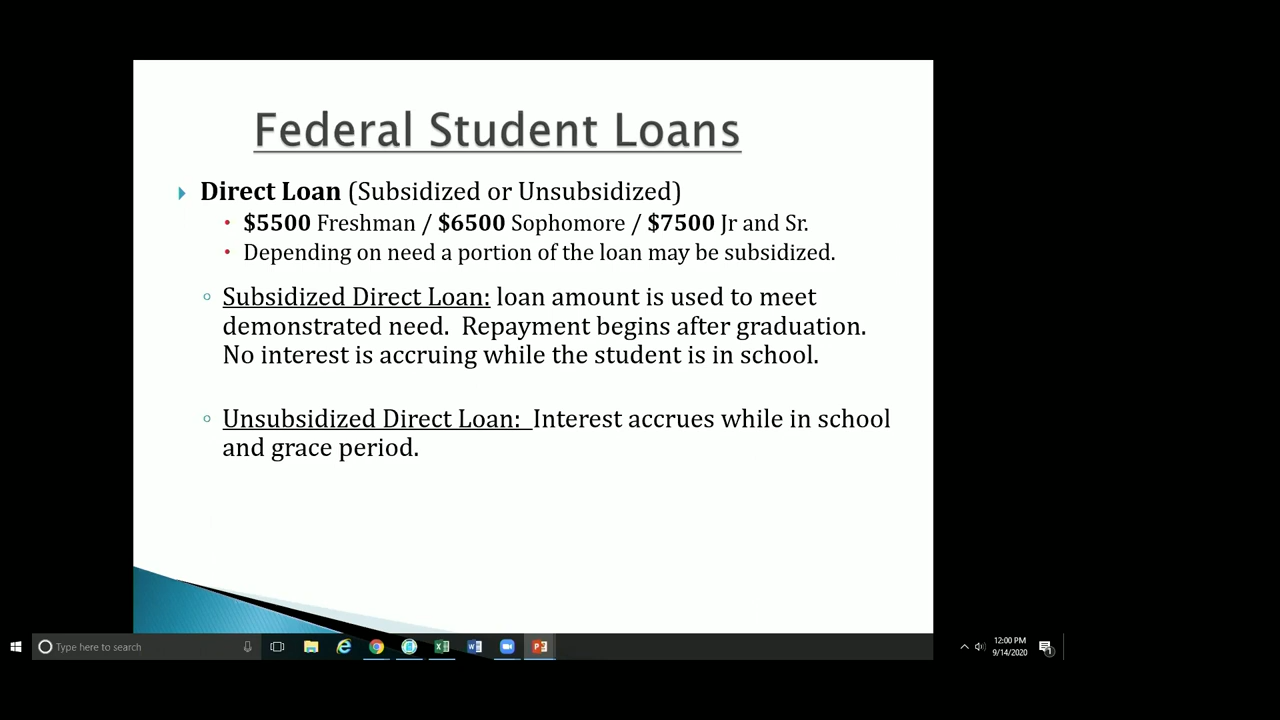 Federal Student Loans
Direct Loan (Subsidized or Unsubsidized)
$5500 Freshman / $6500 Sophomore / $7500 Jr and Sr.
Depending on need a portion of the loan may be subsidized.
Subsidized Direct Loan: loan amount is used to meet
demonstrated need. Repayment begins after graduation.
No interest is accruing while the student is in school.
Unsubsidized Direct Loan: Interest accrues while in school
and grace period.
Type here to search
12:00 PM
9/14/2020